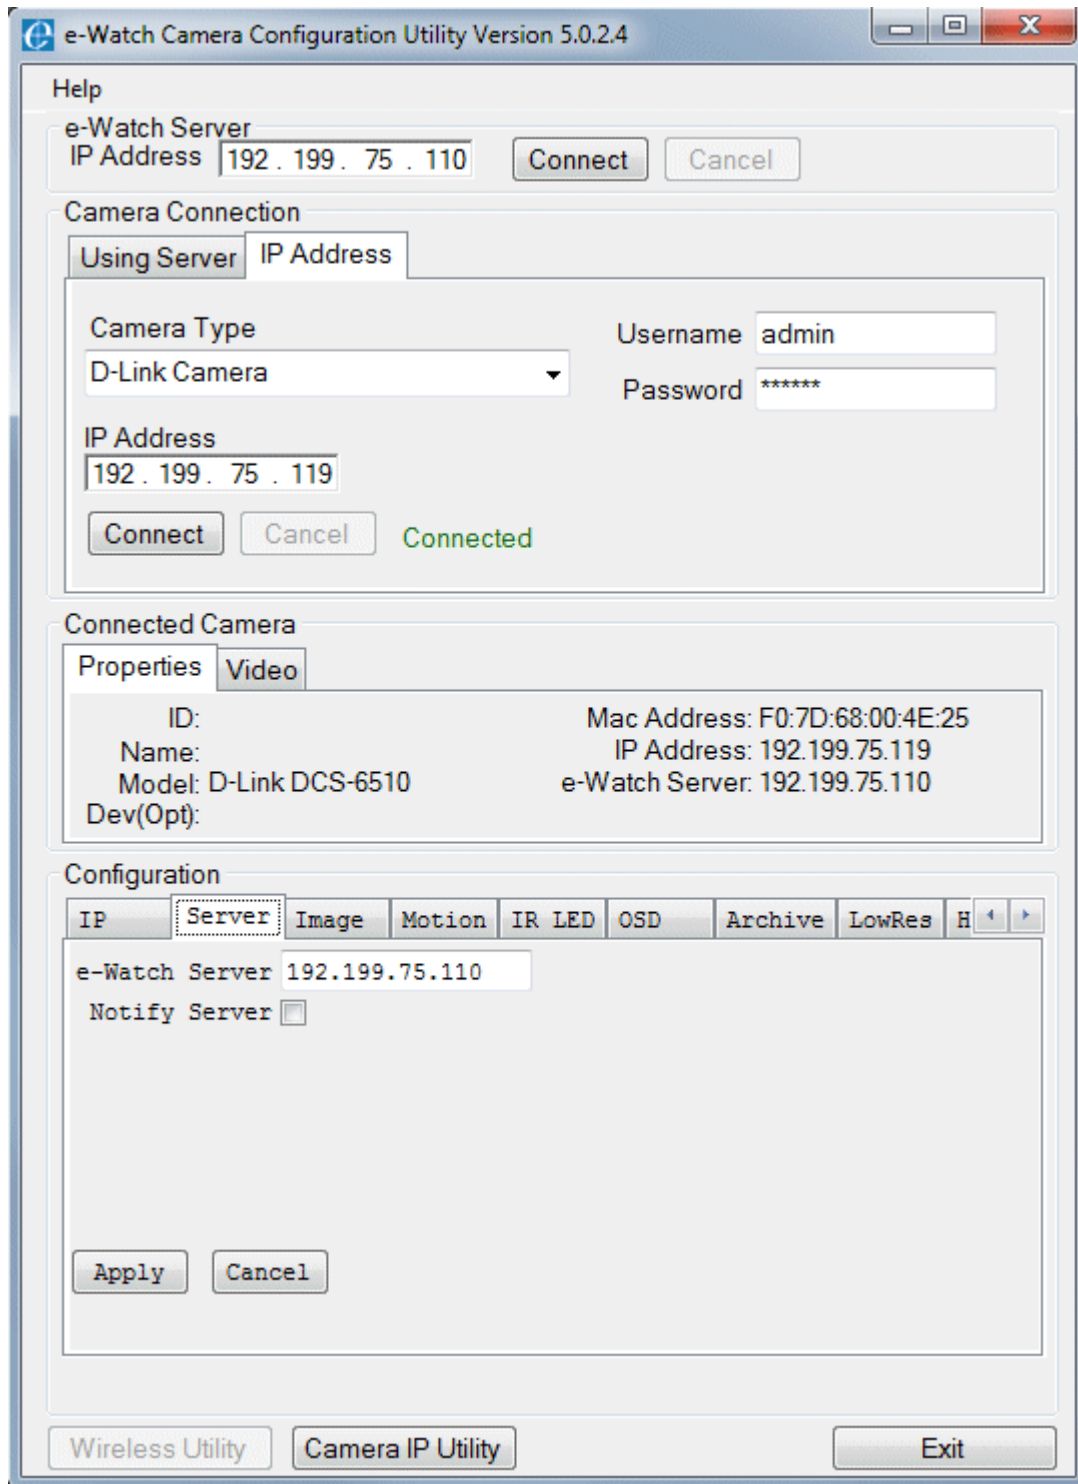 e-Watch Camera Configuration Utility Version 5.0.2.4
Help
e-Watch Server
IP Address 192 . 199 . 75 . 110 Connect Cancel
Camera Connection
Using Server IP Address
Camera Type
Username admin
D-Link Camera
Password ******
IP Address
192 . 199 . 75 . 119
Connect Cancel Connected
Connected Camera
Properties Video
ID: Mac Address: F0:7D:68:00:4E:25
Name: IP Address: 192.199.75.119
Model: D-Link DCS-6510 e-Watch Server: 192.199.75.110
Dev(Opt):
Configuration
IP Server Image Motion IR LED OSD Archive LowRes H
e-Watch Server 192.199.75.110
Notify Server
Apply Cancel
Wireless Utility Camera IP Utility Exit